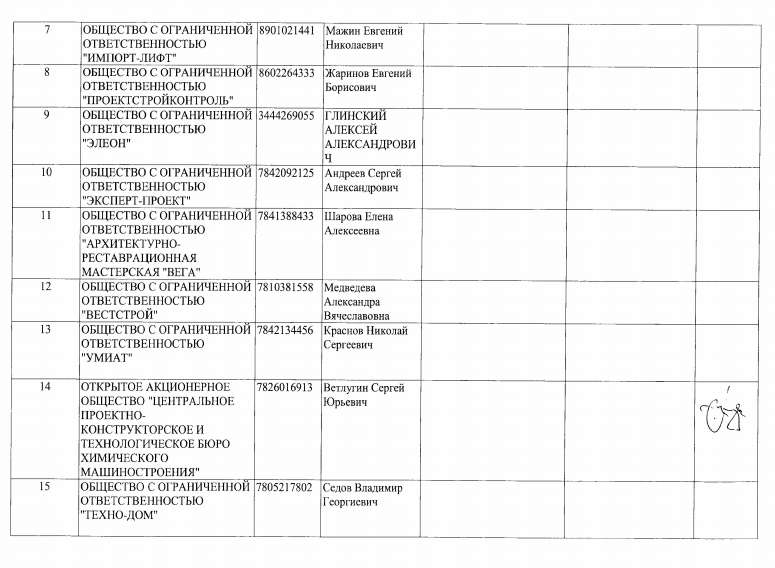 7 ОБЩЕСТВО С ОГРАНИЧЕННОЙ 8901021441 Мажин Евгений
ОТВЕТСТВЕННОСТЬЮ Николаевич
"ИМПОРТ-ЛИФТ"
8 ОБЩЕСТВО С ОГРАНИЧЕННОЙ 8602264333 Жаринов Евгений
ОТВЕТСТВЕННОСТЬЮ Борисович
"ПРОЕКТСТРОЙКОНТРОЛЬ"
9 ОБЩЕСТВО С ОГРАНИЧЕННОЙ 3444269055 ГЛИНСКИЙ
ОТВЕТСТВЕННОСТЬЮ АЛЕКСЕЙ
"ЭЛЕОН" АЛЕКСАНДРОВИ
Ч
10 ОБЩЕСТВО С ОГРАНИЧЕННОЙ 7842092125 Андреев Сергей
ОТВЕТСТВЕННОСТЬЮ Александрович
"ЭКСПЕРТ-ПРОЕКТ"
11 ОБЩЕСТВО С ОГРАНИЧЕННОЙ 7841388433 Шарова Елена
ОТВЕТСТВЕННОСТЬЮ Алексеевна
"АРХИТЕКТУРНО-
РЕСТАВРАЦИОННАЯ
МАСТЕРСКАЯ "ВЕГА"
12 ОБЩЕСТВО С ОГРАНИЧЕННОЙ 7810381558 Медведева
ОТВЕТСТВЕННОСТЬЮ Александра
"ВЕСТСТРОЙ" Вячеславовна
13 ОБЩЕСТВО С ОГРАНИЧЕННОЙ 7842134456 Краснов Николай
ОТВЕТСТВЕННОСТЬЮ Сергеевич
"УМИАТ"
14 ОТКРЫТОЕ АКЦИОНЕРНОЕ 7826016913 Ветлугин Сергей
ОБЩЕСТВО "ЦЕНТРАЛЬНОЕ Юрьевич
ПРОЕКТНО-
КОНСТРУКТОРСКОЕ И
ТЕХНОЛОГИЧЕСКОЕ БЮРО
ХИМИЧЕСКОГО
МАШИНОСТРОЕНИЯ"
15 ОБЩЕСТВО С ОГРАНИЧЕННОЙ 7805217802 Седов Владимир
ОТВЕТСТВЕННОСТЬЮ Георгиевич
"ТЕХНО-ДОМ"